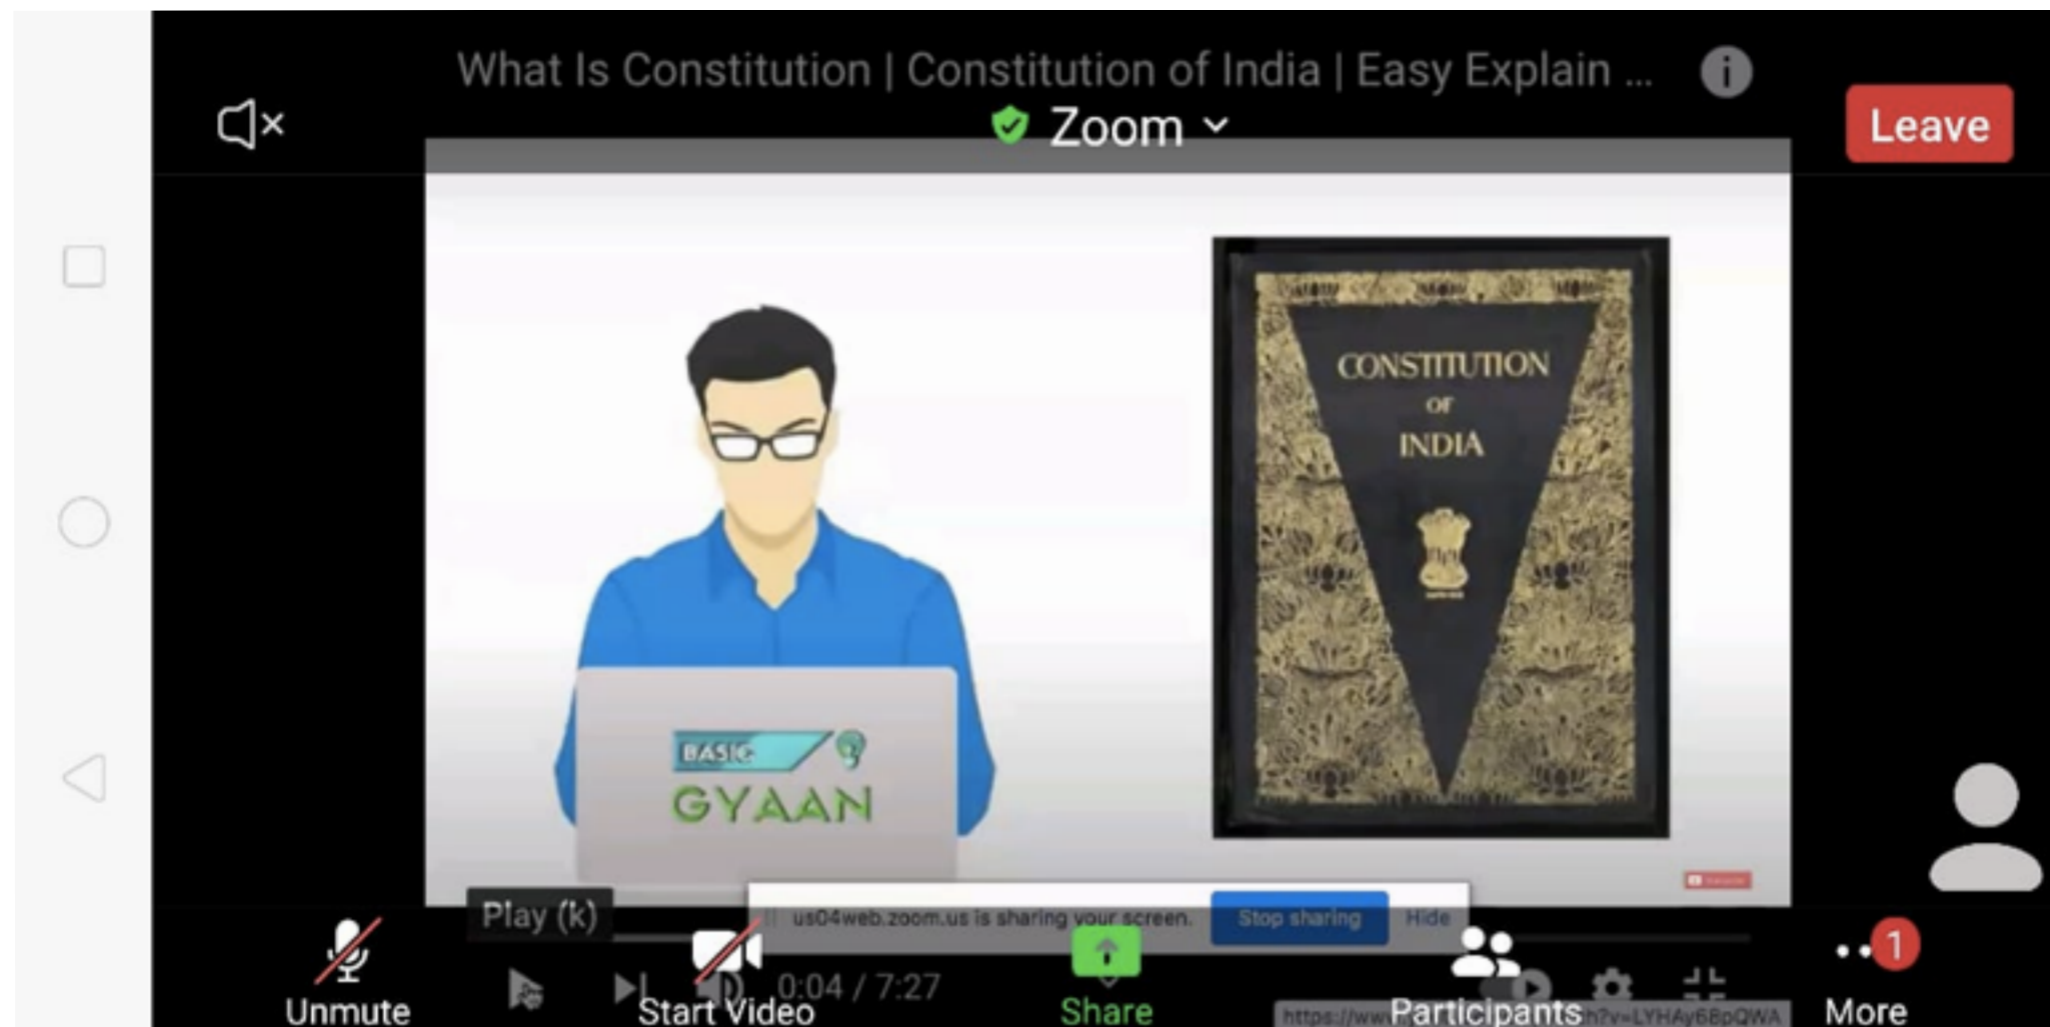 What Is Constitution | Constitution of India | Easy Explain ...
Zoom
Leave
CONSTITUTION
OF
INDIA
BASIC
GYAAN
Play (k)
us04web.zoom.us is sharing your screen.
Stop sharing
Hide
1
0:04 / 7:27
Unmute
Start Video
Share
Participants
More